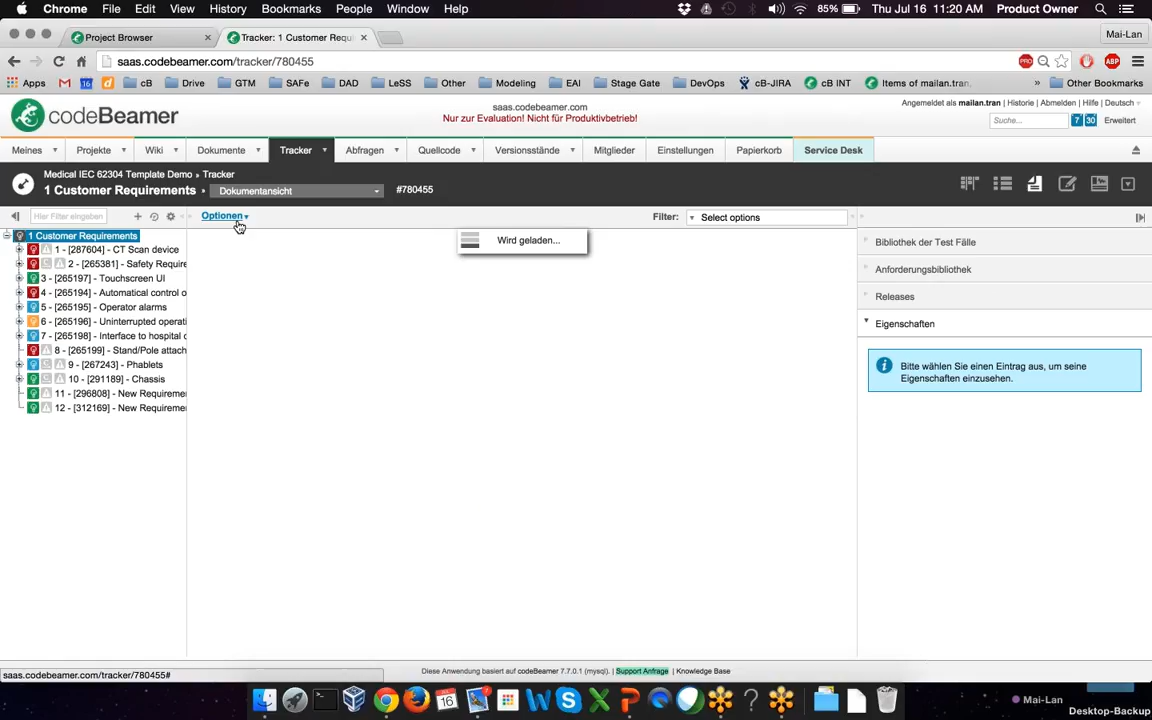 Chrome File Edit View History Bookmarks People Window Help 85% Thu Jul 16 11:20 AM Product Owner
Project Browser × Tracker: 1 Customer Requi × Mai-Lan
saas.codebeamer.com/tracker/780455 PRO ABP
Apps 16 cB Drive GTM SAFe DAD LeSS Other Modeling EAI Stage Gate DevOps cB-JIRA cB INT Items of mailan.tran. » Other Bookmarks
codeBeamer
saas.codebeamer.com
Nur zur Evaluation! Nicht für Produktivbetrieb!
Angemeldet als mailan.tran | Historie | Abmelden | Hilfe | Deutsch
Suche... 7 30 Erweitert
Meines Projekte Wiki Dokumente Tracker Abfragen Quellcode Versionsstände Mitglieder Einstellungen Papierkorb Service Desk
Medical IEC 62304 Template Demo › Tracker
1 Customer Requirements › Dokumentansicht #780455
Hier Filter eingeben Optionen Filter: Select options
1 Customer Requirements
1 - [287604] - CT Scan device
2 - [265381] - Safety Require
3 - [265197] - Touchscreen UI
4 - [265194] - Automatical control o
5 - [265195] - Operator alarms
6 - [265196] - Uninterrupted operati
7 - [265198] - Interface to hospital c
8 - [265199] - Stand/Pole attach
9 - [267243] - Phablets
10 - [291189] - Chassis
11 - [296808] - New Requireme
12 - [312169] - New Requireme
Wird geladen...
Bibliothek der Test Fälle
Anforderungsbibliothek
Releases
Eigenschaften
Bitte wählen Sie einen Eintrag aus, um seine
Eigenschaften einzusehen.
Diese Anwendung basiert auf codeBeamer 7.7.0.1 (mysql). | Support Anfrage | Knowledge Base
saas.codebeamer.com/tracker/780455#
16
Mai-Lan
Desktop-Backup